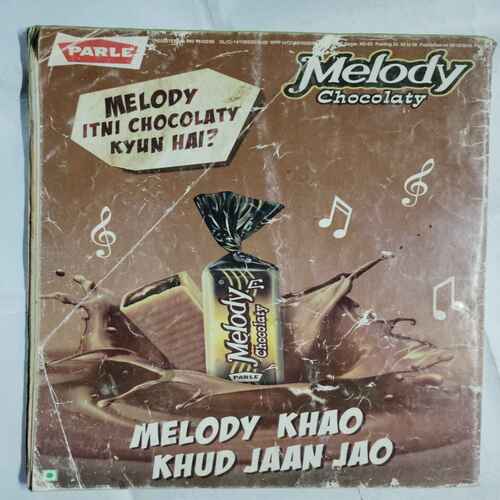 PARLE
Melody
Chocolaty
MELODY
ITNI CHOCOLATY
KYUN HAI?
Melody
Chocolaty
PARLE
MELODY KHAO
KHUD JAAN JAO